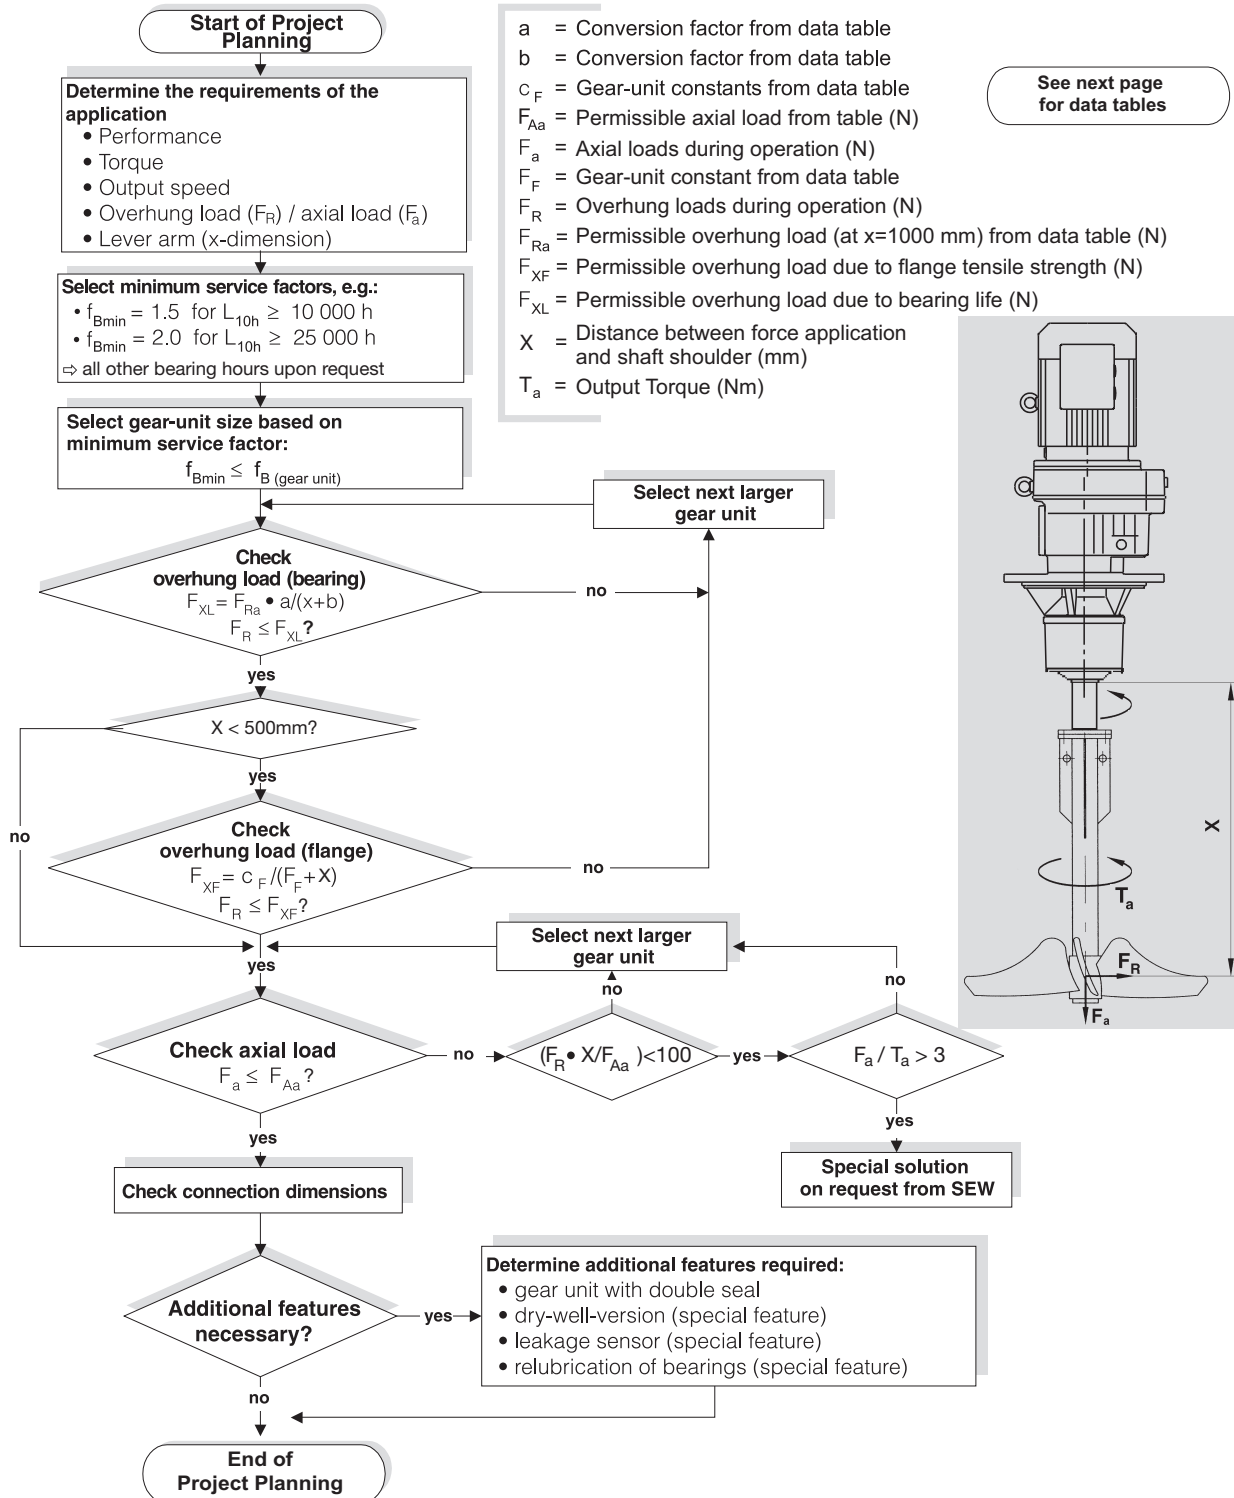 Start of Project
Planning
a = Conversion factor from data table
b = Conversion factor from data table
c F = Gear-unit constants from data table
FAa = Permissible axial load from table (N)
Fa = Axial loads during operation (N)
FF = Gear-unit constant from data table
FR = Overhung loads during operation (N)
FRa = Permissible overhung load (at x=1000 mm) from data table (N)
FXF = Permissible overhung load due to flange tensile strength (N)
FXL = Permissible overhung load due to bearing life (N)
X = Distance between force application
and shaft shoulder (mm)
Ta = Output Torque (Nm)
See next page
for data tables
Determine the requirements of the
application
• Performance
• Torque
• Output speed
• Overhung load (FR) / axial load (Fa)
• Lever arm (x-dimension)
Select minimum service factors, e.g.:
• fBmin = 1.5 for L10h ≥ 10 000 h
• fBmin = 2.0 for L10h ≥ 25 000 h
⇨ all other bearing hours upon request
Select gear-unit size based on
minimum service factor:
fBmin ≤ fB (gear unit)
Select next larger
gear unit
Check
overhung load (bearing)
FXL = FRa • a/(x+b)
FR ≤ FXL?
no
yes
X < 500mm?
yes
no
Check
overhung load (flange)
FXF = c F /(FF + X)
FR ≤ FXF?
no
yes
Select next larger
gear unit
no
no
Check axial load
Fa ≤ FAa?
no
(FR • X/FAa )<100
yes
Fa / Ta > 3
yes
yes
Special solution
on request from SEW
Check connection dimensions
Additional features
necessary?
yes
Determine additional features required:
• gear unit with double seal
• dry-well-version (special feature)
• leakage sensor (special feature)
• relubrication of bearings (special feature)
no
End of
Project Planning
X
Ta
FR
Fa